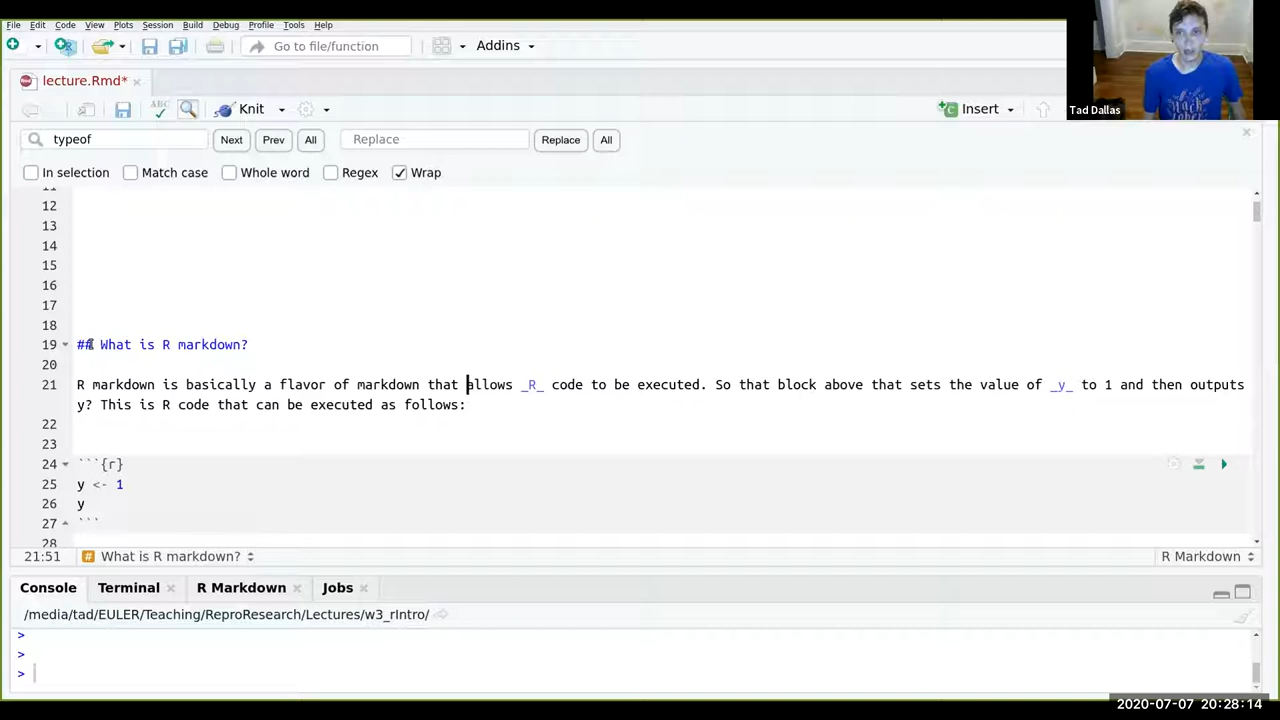 File Edit Code View Plots Session Build Debug Profile Tools Help
Go to file/function Addins
Tad Dallas
lecture.Rmd*
ABC Knit Insert
typeof Next Prev All Replace Replace All
In selection Match case Whole word Regex Wrap
11
12
13
14
15
16
17
18
19 ## What is R markdown?
20
21 R markdown is basically a flavor of markdown that allows _R_ code to be executed. So that block above that sets the value of _y_ to 1 and then outputs
y? This is R code that can be executed as follows:
22
23
24 ```{r}
25 y <- 1
26 y
27 ```
28
21:51 # What is R markdown? R Markdown
Console Terminal R Markdown Jobs
/media/tad/EULER/Teaching/ReproResearch/Lectures/w3_rIntro/
>
>
>
2020-07-07 20:28:14